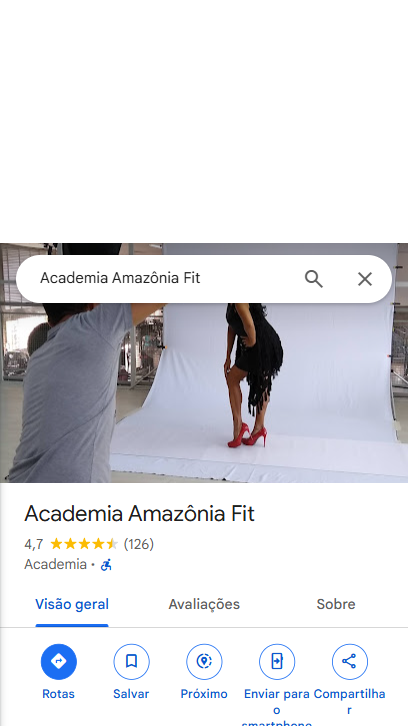 Academia Amazônia Fit
Academia Amazônia Fit
4,7 (126)
Academia ·
Visão geral Avaliações Sobre
Rotas Salvar Próximo Enviar para o smartphone Compartilhar